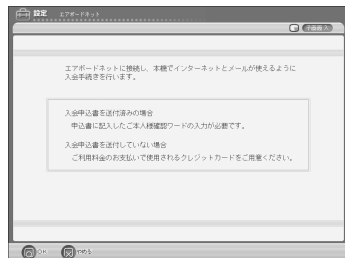 設定 エアボードネット
子画面 入
エアボードネットに接続し、本機でインターネットとメールが使えるように
入会手続きを行います。
入会申込書を送付済みの場合
申込書に記入したご本人様確認ワードの入力が必要です。
入会申込書を送付していない場合
ご利用料金のお支払いで使用されるクレジットカードをご用意ください。
OK やめる